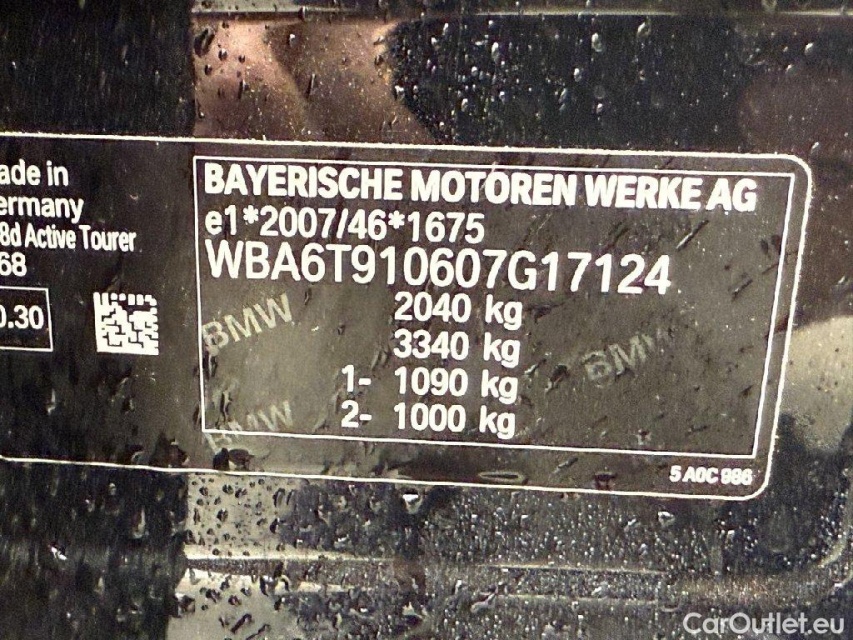 ade in
ermany
8d Active Tourer
68
0.30
BAYERISCHE MOTOREN WERKE AG
e1*2007/46*1675
WBA6T910607G17124
2040 kg
3340 kg
1- 1090 kg
2- 1000 kg
BMW
BMW
BMW
5 A0C 986
CarOutlet.eu